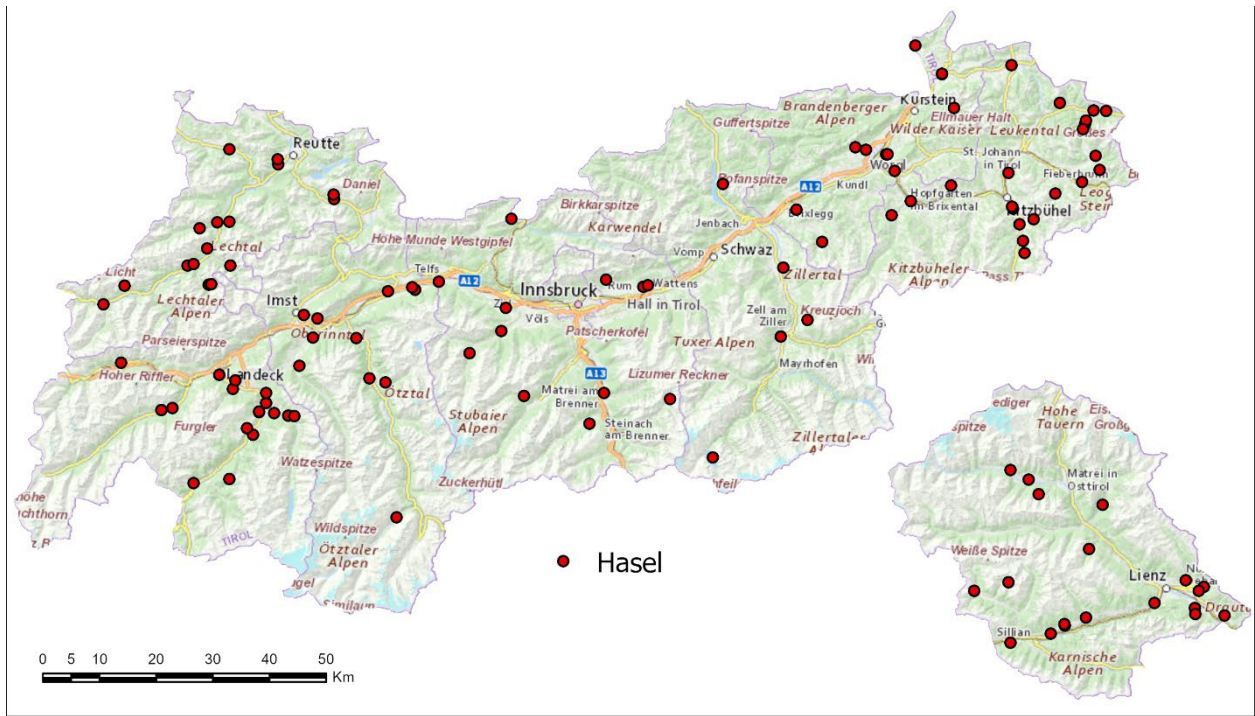 TIROL
Kufstein
Brandenberger
Alpen
Ellmauer Halt
Wilder Kaiser
Leukental
Großes
Guffertspitze
Reutte
St. Johann
in Tirol
Wörgl
Fieberbrunn
Rofanspitze
A12
Kundl
Daniel
Hopfgarten
im Brixental
Kitzbühel
Birkkarspitze
Karwendel
Jenbach
Brixlegg
Hohe Munde Westgipfel
Lechtal
Schwaz
Vomp
Licht
Telfs
A12
Zillertal
Kitzbüheler
Alpen
Lechtaler
Alpen
Innsbruck
Rum
Wattens
Hall in Tirol
Imst
Völs
Zell am
Ziller
Kreuzjoch
Oberinntal
Patscherkofel
Parseierspitze
Tuxer Alpen
Mayrhofen
Hoher Riffler
Landeck
A13
Lizumer Reckner
Ötztal
Matrei am
Brenner
Stubaier
Alpen
Furgler
Steinach
am Brenner
Zillertaler
Hohe
Tauern
Watzespitze
Zuckerhütl
Matrei in
Osttirol
Wildspitze
TIROL
Ötztaler
Alpen
Weiße Spitze
Hasel
Lienz
Similaun
Sillian
Karnische
Alpen
0 5 10 20 30 40 50
Km